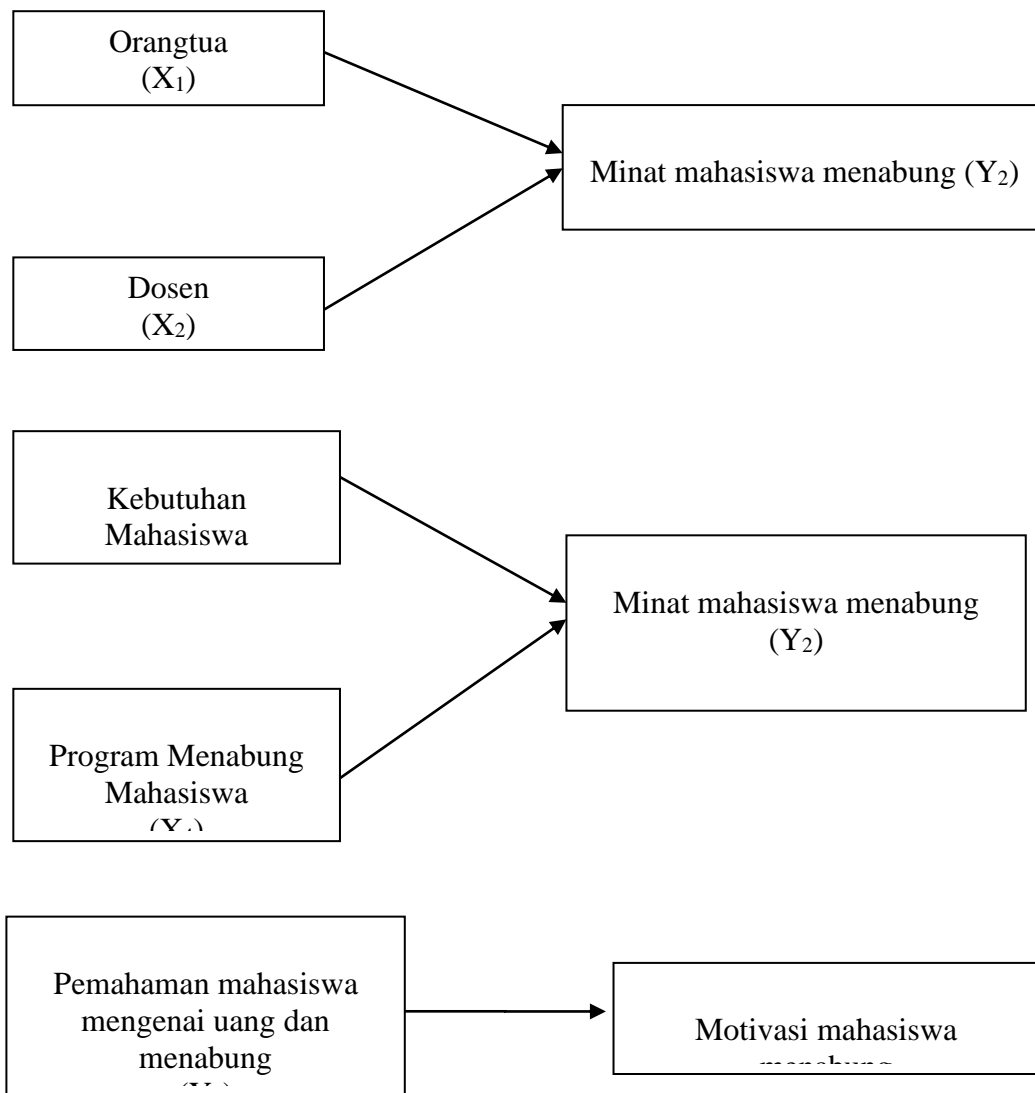 Orangtua
(X₁)
Minat mahasiswa menabung (Y₂)
Dosen
(X₂)
Kebutuhan
Mahasiswa
Minat mahasiswa menabung
(Y₂)
Program Menabung
Mahasiswa
Pemahaman mahasiswa
mengenai uang dan
menabung
Motivasi mahasiswa
menabung